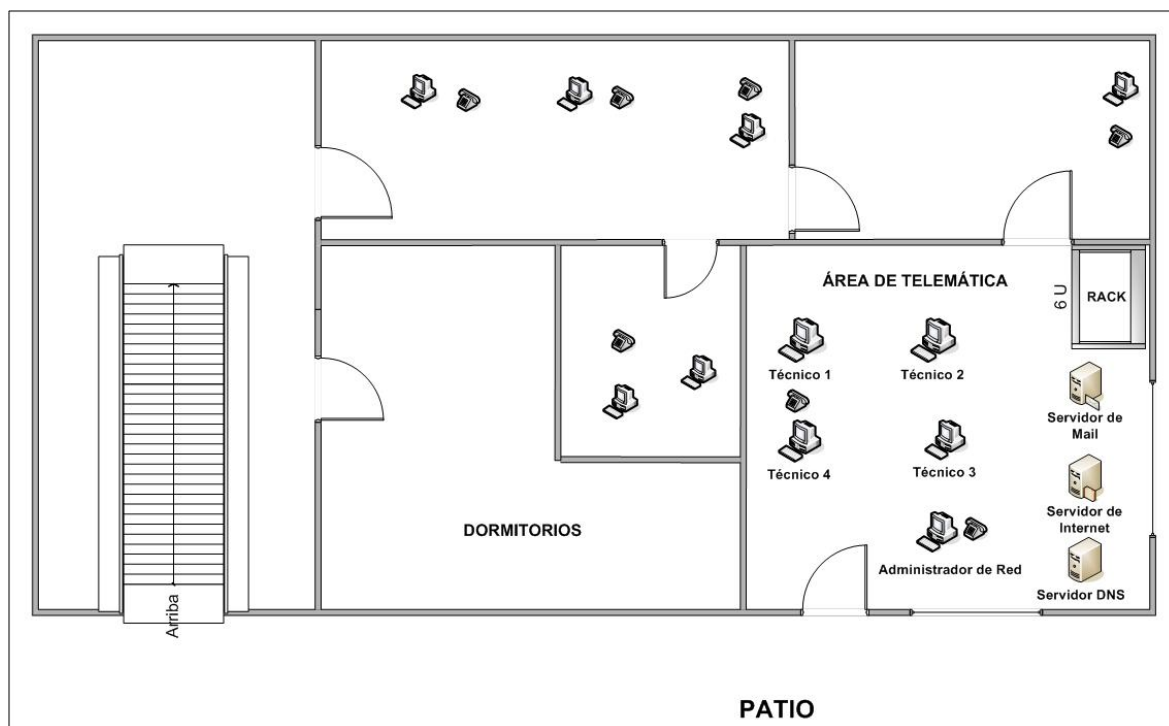 ÁREA DE TELEMÁTICA
6 U
RACK
Técnico 1
Técnico 2
Servidor de
Mail
Técnico 4
Técnico 3
Servidor de
Internet
DORMITORIOS
Administrador de Red
Servidor DNS
Arriba
PATIO